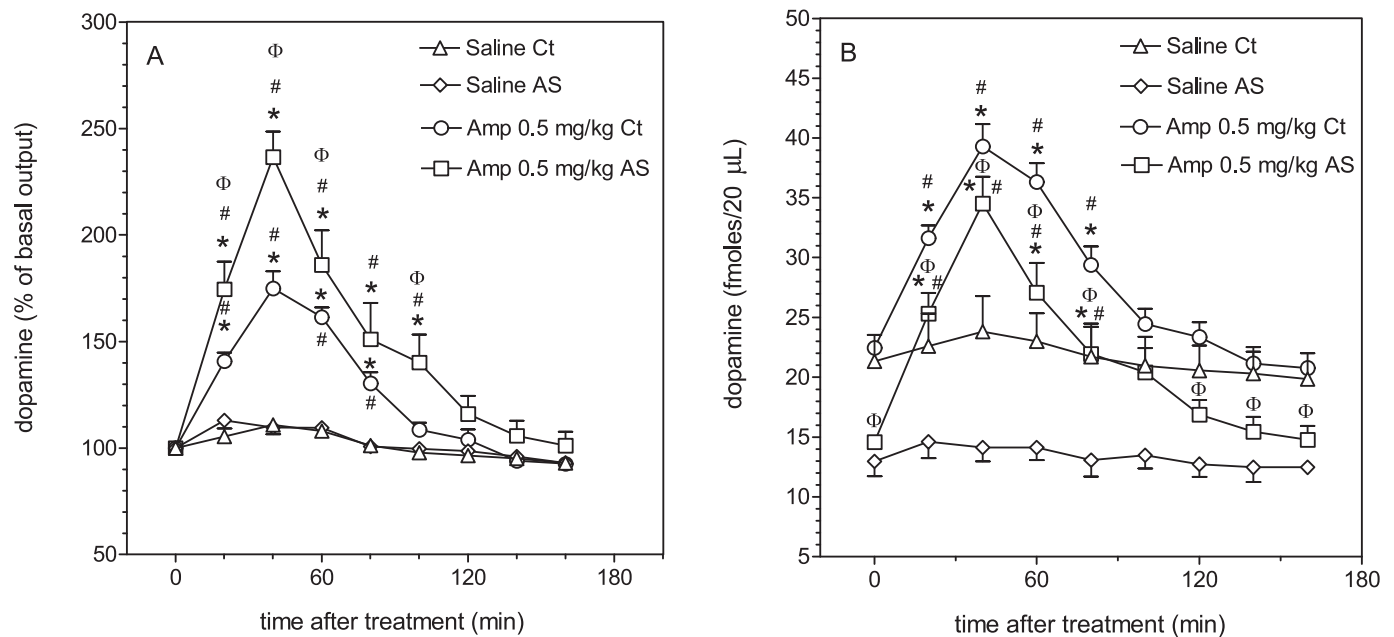 A
Saline Ct
Saline AS
Amp 0.5 mg/kg Ct
Amp 0.5 mg/kg AS
dopamine (% of basal output)
300
250
200
150
100
50
Φ
#
*
Φ
#
*
#
*
Φ
#
*
#
*
Φ
#
*
#
*
*
#
*
#
0 60 120 180
time after treatment (min)
B
Saline Ct
Saline AS
Amp 0.5 mg/kg Ct
Amp 0.5 mg/kg AS
dopamine (fmoles/20 μL)
50
45
40
35
30
25
20
15
10
5
#
*
Φ
* #
#
*
Φ
#
*
#
*
Φ
* #
#
*
Φ
* #
Φ
Φ
Φ
Φ
0 60 120 180
time after treatment (min)